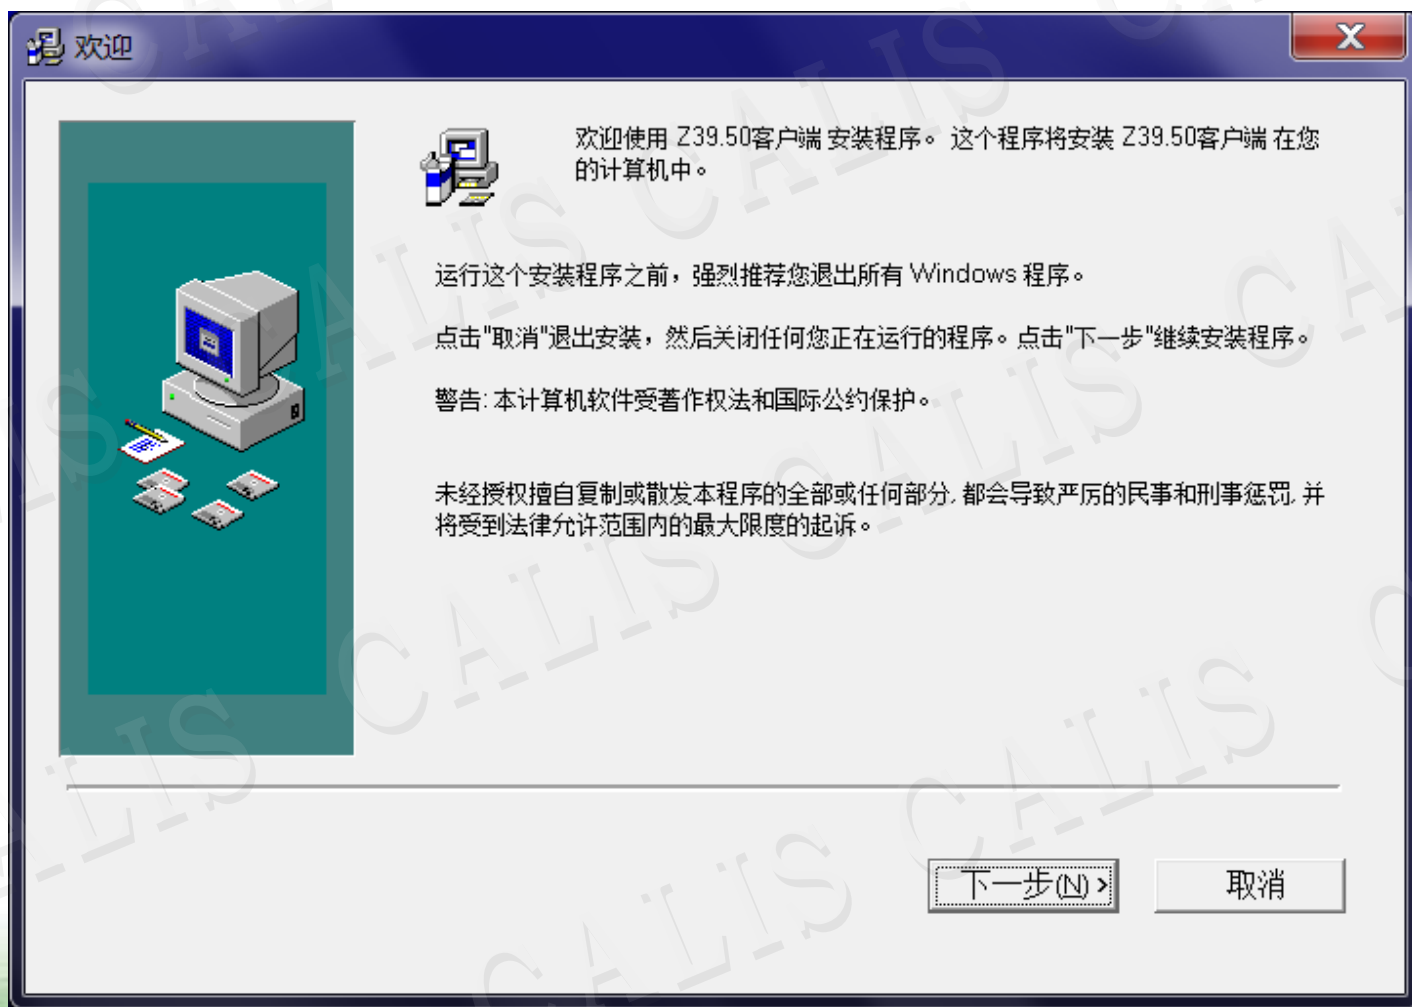 欢迎
欢迎使用 Z39.50客户端 安装程序。 这个程序将安装 Z39.50客户端 在您
的计算机中。
运行这个安装程序之前，强烈推荐您退出所有 Windows 程序。
点击"取消"退出安装，然后关闭任何您正在运行的程序。点击"下一步"继续安装程序。
警告: 本计算机软件受著作权法和国际公约保护。
未经授权擅自复制或散发本程序的全部或任何部分, 都会导致严厉的民事和刑事惩罚, 并
将受到法律允许范围内的最大限度的起诉。
下一步(N) >
取消
CALIS
CALIS
CALIS
CALIS
CALIS
CALIS
CALIS